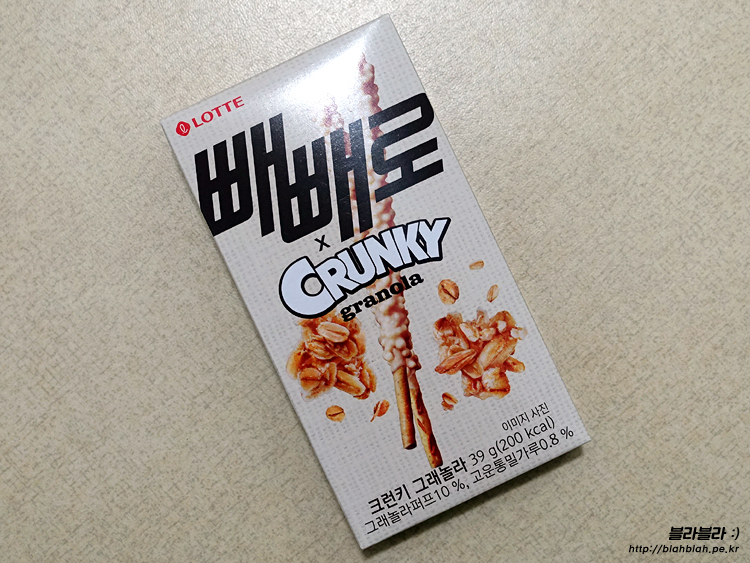 LOTTE
빼빼로
x
CRUNKY
granola
이미지 사진
크런키 그래놀라 39 g(200 kcal)
그래놀라퍼프10 %, 고운통밀가루0.8 %
블라블라 :)
http://blahblah.pe.kr